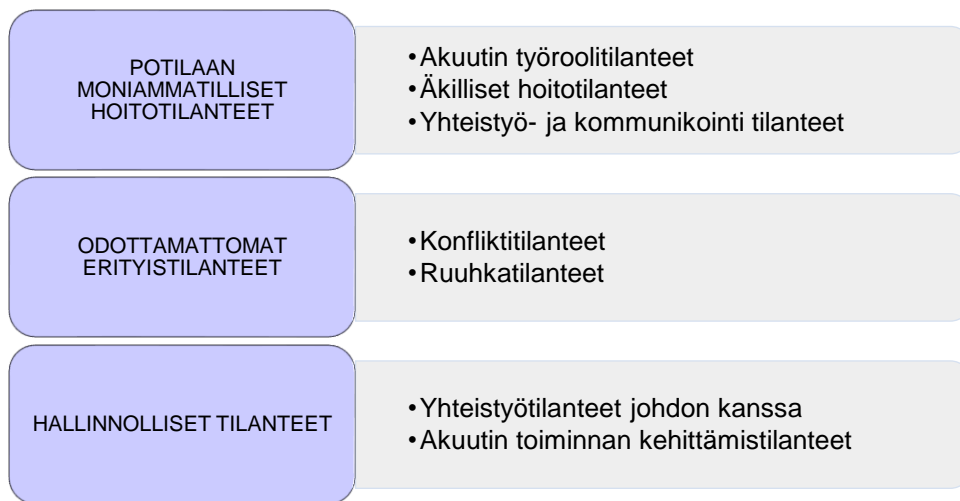 POTILAAN
MONIAMMATILLISET
HOITOTILANTEET
•Akuutin työroolitilanteet
•Äkilliset hoitotilanteet
•Yhteistyö- ja kommunikointi tilanteet
ODOTTAMATTOMAT
ERITYISTILANTEET
•Konfliktitilanteet
•Ruuhkatilanteet
HALLINNOLLISET TILANTEET
•Yhteistyötilanteet johdon kanssa
•Akuutin toiminnan kehittämistilanteet